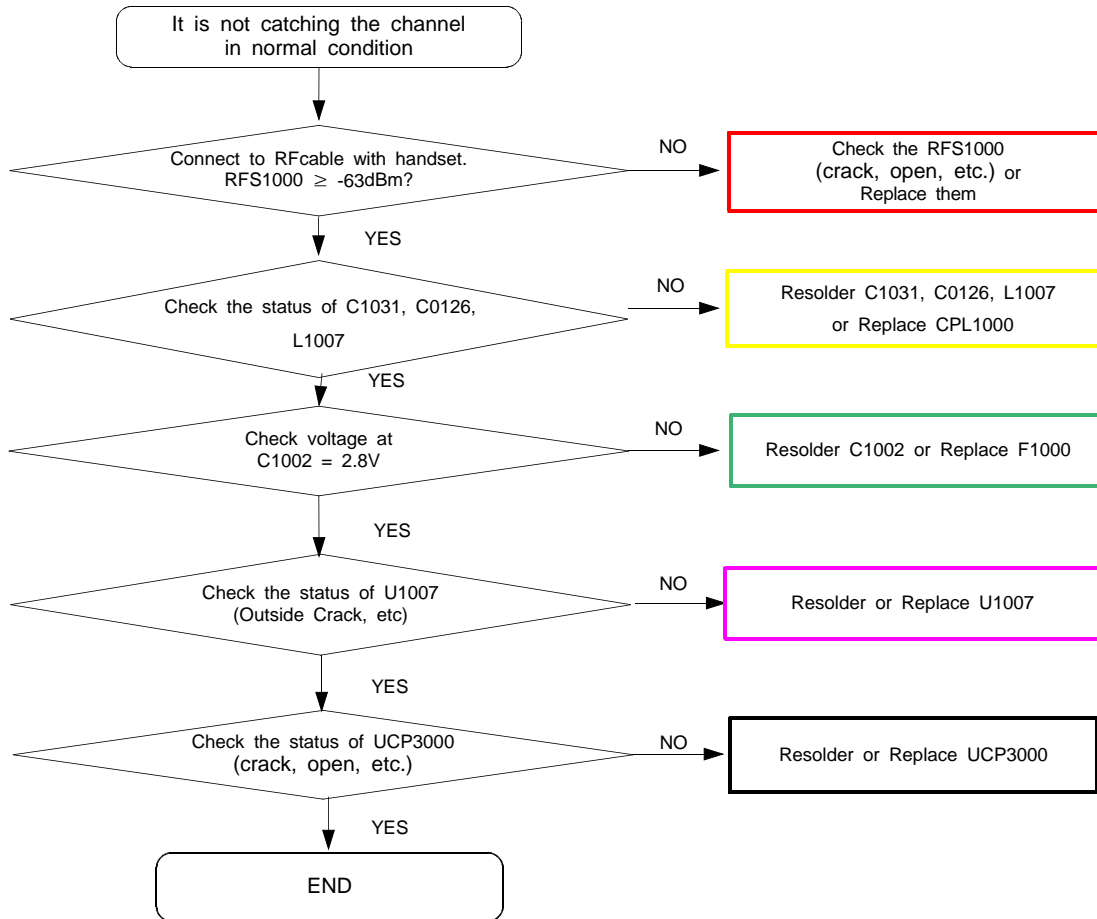 It is not catching the channel
in normal condition
Connect to RFcable with handset.
RFS1000 ≥ -63dBm?
NO
Check the RFS1000
(crack, open, etc.) or
Replace them
YES
Check the status of C1031, C0126,
L1007
NO
Resolder C1031, C0126, L1007
or Replace CPL1000
YES
Check voltage at
C1002 = 2.8V
NO
Resolder C1002 or Replace F1000
YES
Check the status of U1007
(Outside Crack, etc)
NO
Resolder or Replace U1007
YES
Check the status of UCP3000
(crack, open, etc.)
NO
Resolder or Replace UCP3000
YES
END